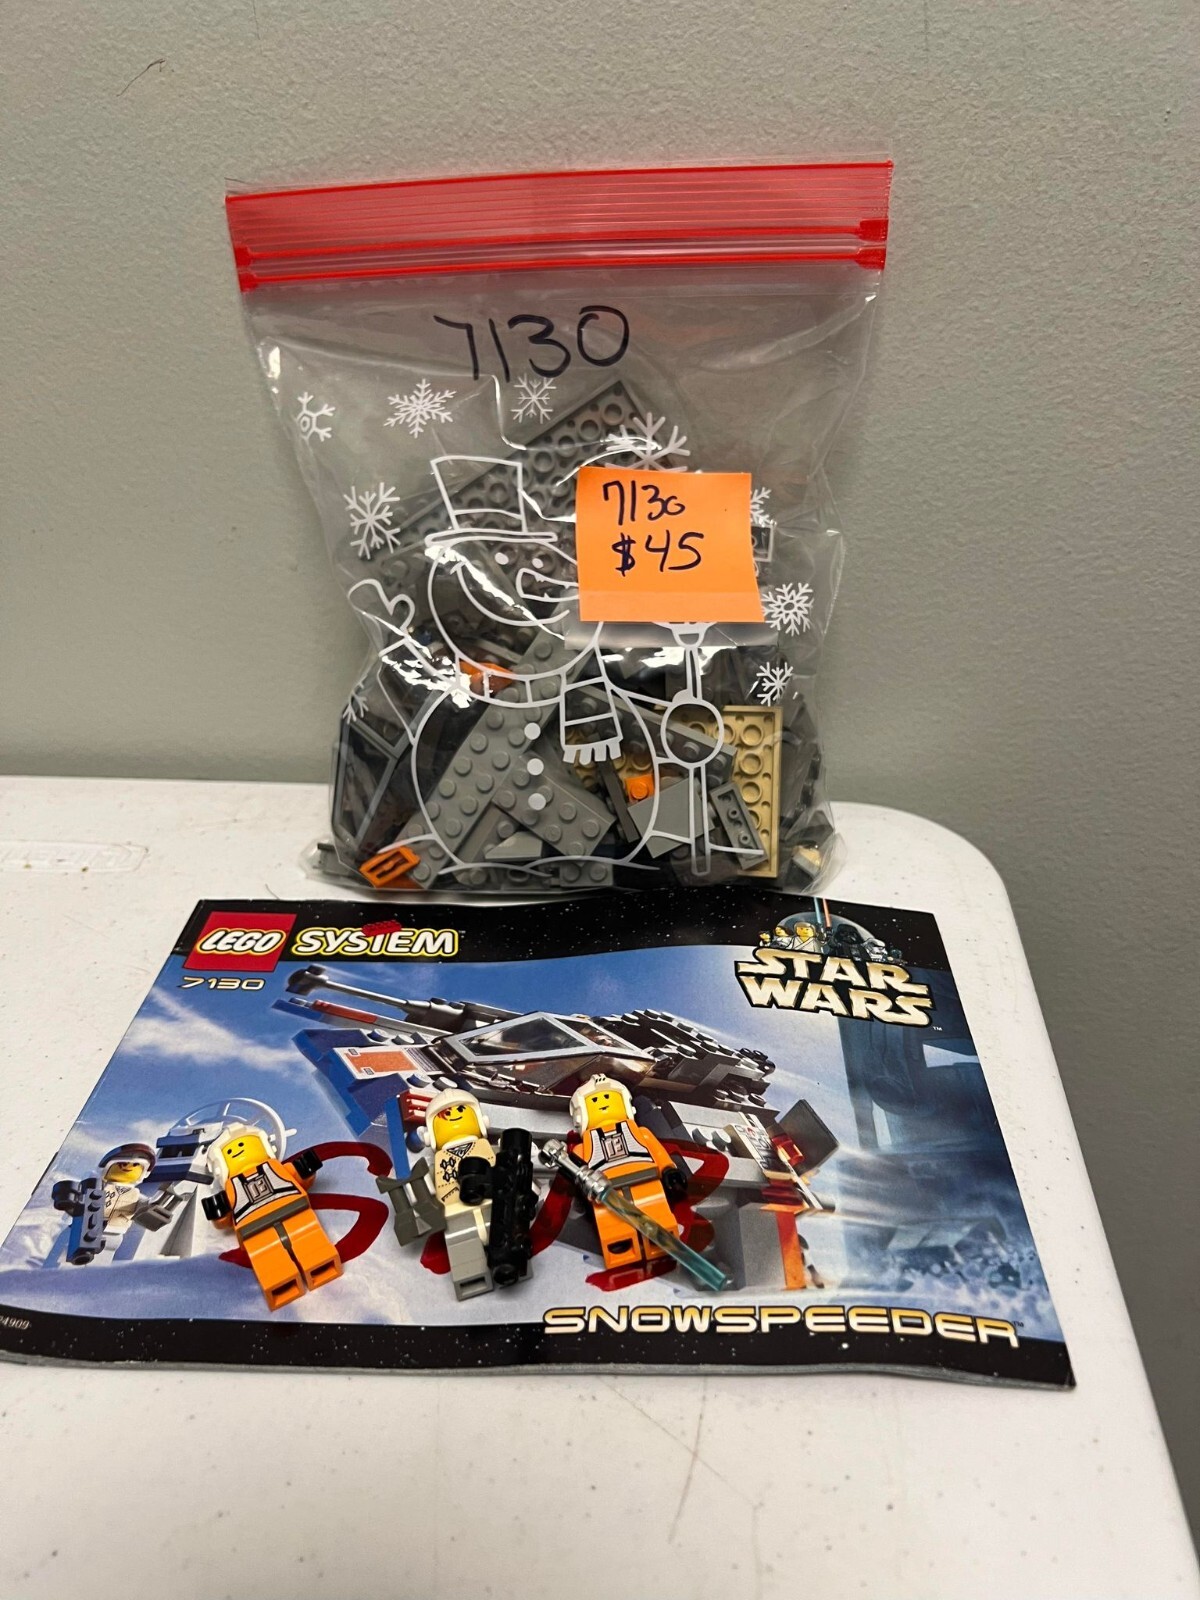 7130
7130
$45
LEGO SYSTEM
7130
STAR
WARS
SNOWSPEEDER